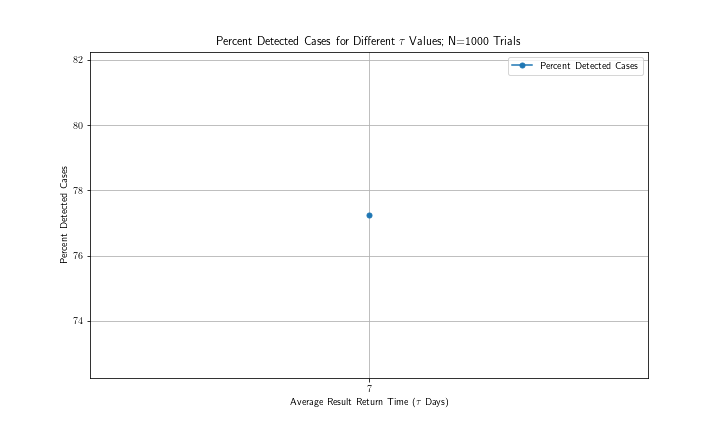 Percent Detected Cases for Different τ Values; N=1000 Trials
Percent Detected Cases
82
80
78
76
74
Percent Detected Cases
7
Average Result Return Time (τ Days)